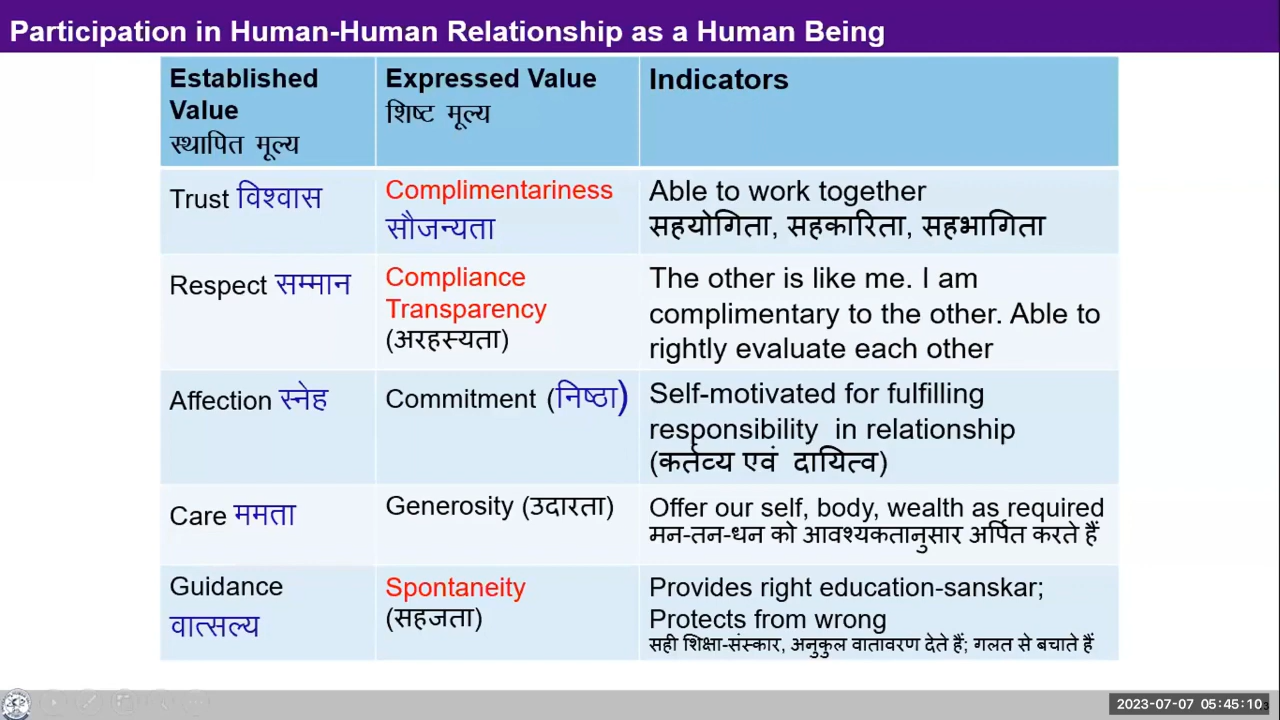 Participation in Human-Human Relationship as a Human Being
Established
Value
स्थापित मूल्य
Expressed Value
शिष्ट मूल्य
Indicators
Trust विश्वास
Complimentariness
सौजन्यता
Able to work together
सहयोगिता, सहकारिता, सहभागिता
Respect सम्मान
Compliance
Transparency
(अरहस्यता)
The other is like me. I am
complimentary to the other. Able to
rightly evaluate each other
Affection स्नेह
Commitment (निष्ठा)
Self-motivated for fulfilling
responsibility in relationship
(कर्तव्य एवं दायित्व)
Care ममता
Generosity (उदारता)
Offer our self, body, wealth as required
मन-तन-धन को आवश्यकतानुसार अर्पित करते हैं
Guidance
वात्सल्य
Spontaneity
(सहजता)
Provides right education-sanskar;
Protects from wrong
सही शिक्षा-संस्कार, अनुकुल वातावरण देते हैं; गलत से बचाते हैं
2023-07-07 05:45:10